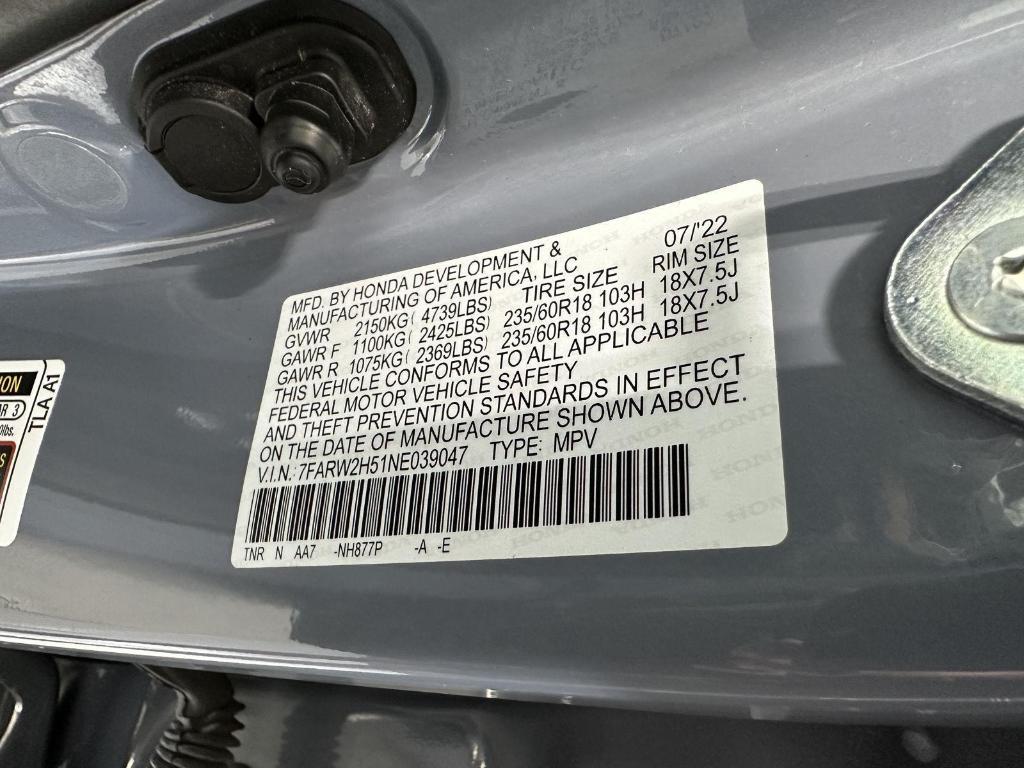 MFD. BY HONDA DEVELOPMENT &
MANUFACTURING OF AMERICA, LLC 07/'22
GVWR 2150KG( 4739LBS) TIRE SIZE RIM SIZE
GAWR F 1100KG( 2425LBS) 235/60R18 103H 18X7.5J
GAWR R 1075KG( 2369LBS) 235/60R18 103H 18X7.5J
THIS VEHICLE CONFORMS TO ALL APPLICABLE
FEDERAL MOTOR VEHICLE SAFETY
AND THEFT PREVENTION STANDARDS IN EFFECT
ON THE DATE OF MANUFACTURE SHOWN ABOVE.
V.I.N.:7FARW2H51NE039047 TYPE: MPV
TNR N AA7 -NH877P -A -E
TLA A1